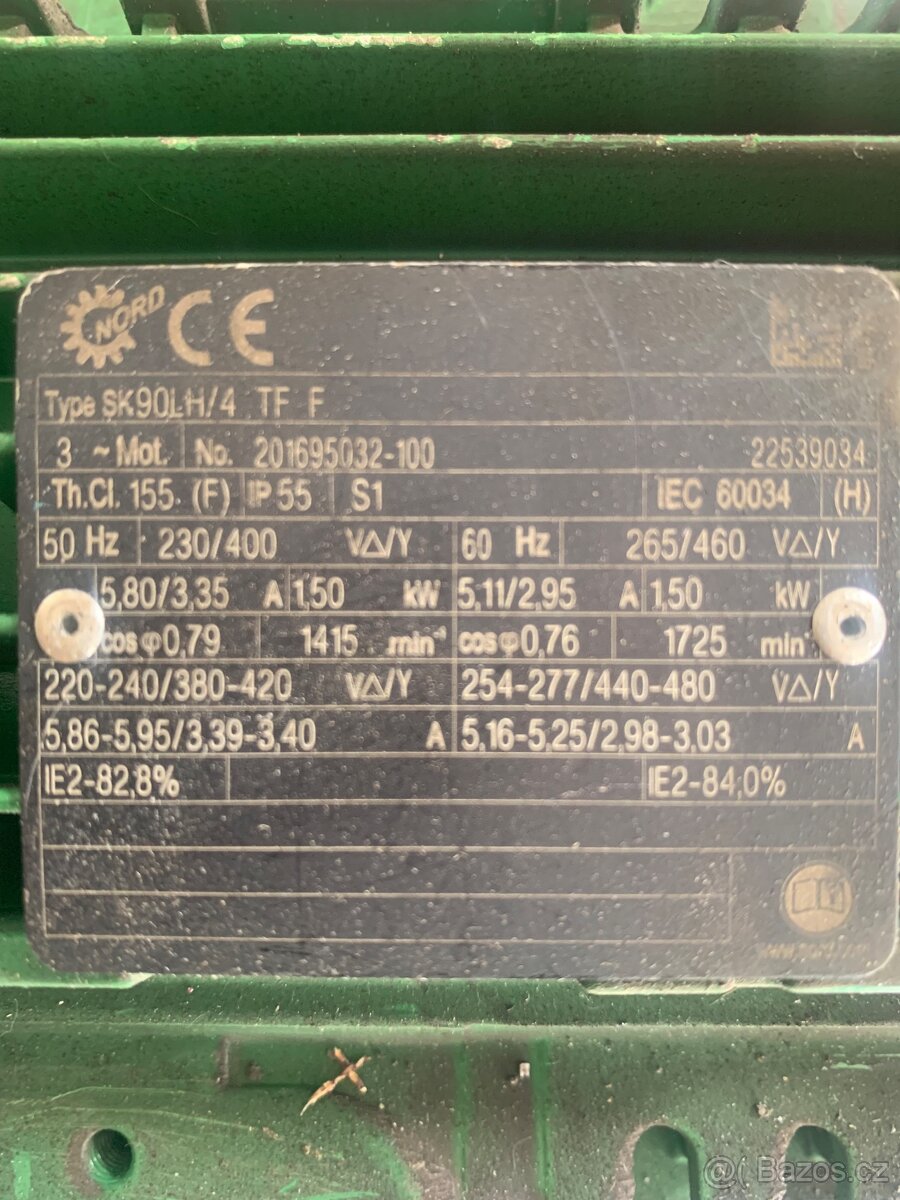 NORD CE
Type SK90LH/4 TF F
3 ~ Mot. No. 201695032-100 22539034
Th.Cl. 155 (F) IP55 S1 IEC 60034 (H)
50 Hz 230/400 V△/Y 60 Hz 265/460 V△/Y
5,80/3,35 A 1,50 kW 5,11/2,95 A 1,50 kW
cos φ 0,79 1415 min⁻¹ cos φ 0,76 1725 min⁻¹
220-240/380-420 V△/Y 254-277/440-480 V△/Y
5,86-5,95/3,39-3,40 A 5,16-5,25/2,98-3,03 A
IE2-82,8% IE2-84,0%
Bazos.cz